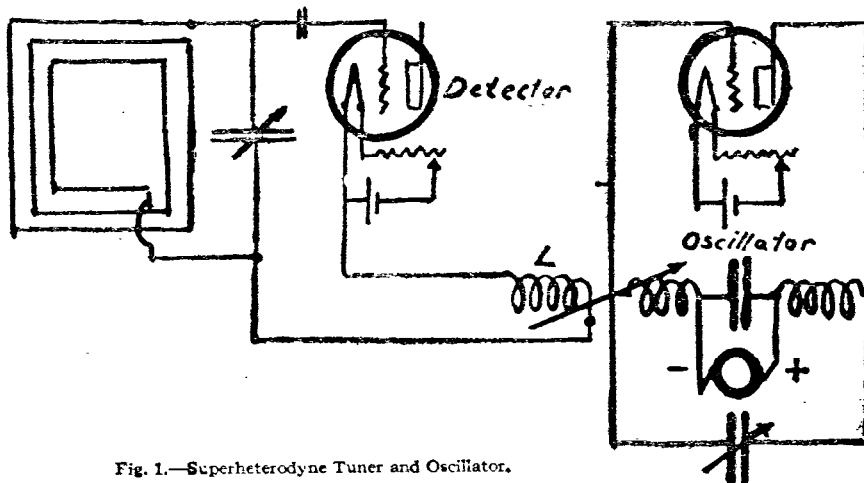 Detector
Oscillator
L
- +
Fig. 1.—Superheterodyne Tuner and Oscillator.